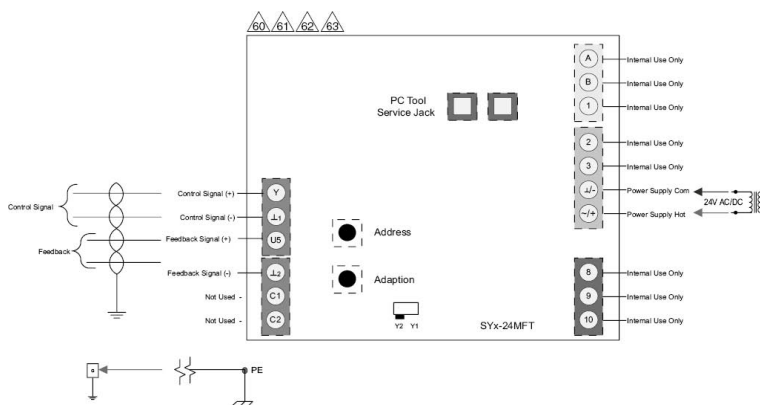 60 61 62 63
A Internal Use Only
B Internal Use Only
PC Tool
Service Jack
1 Internal Use Only
2 Internal Use Only
3 Internal Use Only
Control Signal
Control Signal (+) Y
⊥/- Power Supply Com
24V AC/DC
Control Signal (-) ⊥1
~/+ Power Supply Hot
Feedback
Feedback Signal (+) U5
Address
Feedback Signal (-) ⊥2
Adaption
8 Internal Use Only
Not Used - C1
9 Internal Use Only
Not Used - C2
Y2 Y1
SYx-24MFT
10 Internal Use Only
PE